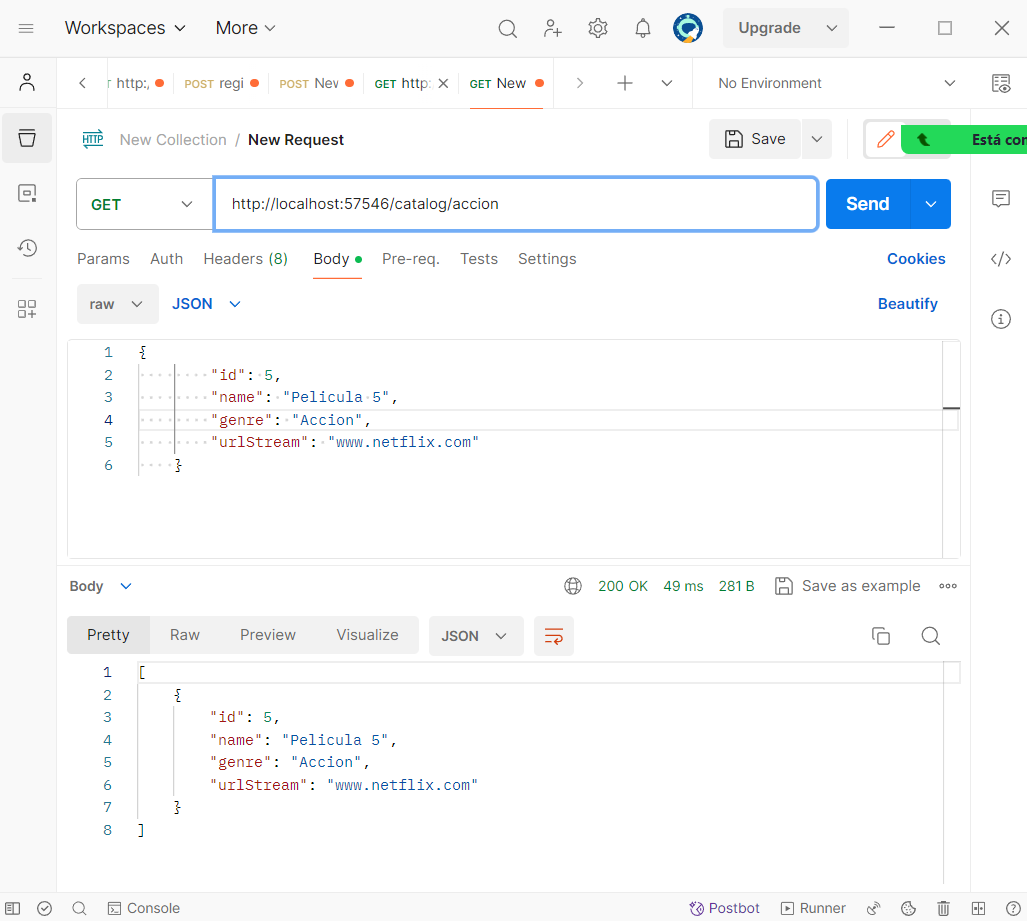 Workspaces More Upgrade
http:, POST regi POST New GET http: GET New No Environment
HTTP New Collection / New Request Save Está con
GET http://localhost:57546/catalog/accion Send
Params Auth Headers (8) Body Pre-req. Tests Settings Cookies
raw JSON Beautify
1 {
2 "id": 5,
3 "name": "Pelicula 5",
4 "genre": "Accion",
5 "urlStream": "www.netflix.com"
6 }
Body 200 OK 49 ms 281 B Save as example
Pretty Raw Preview Visualize JSON
1 [
2 {
3 "id": 5,
4 "name": "Pelicula 5",
5 "genre": "Accion",
6 "urlStream": "www.netflix.com"
7 }
8 ]
Console Postbot Runner